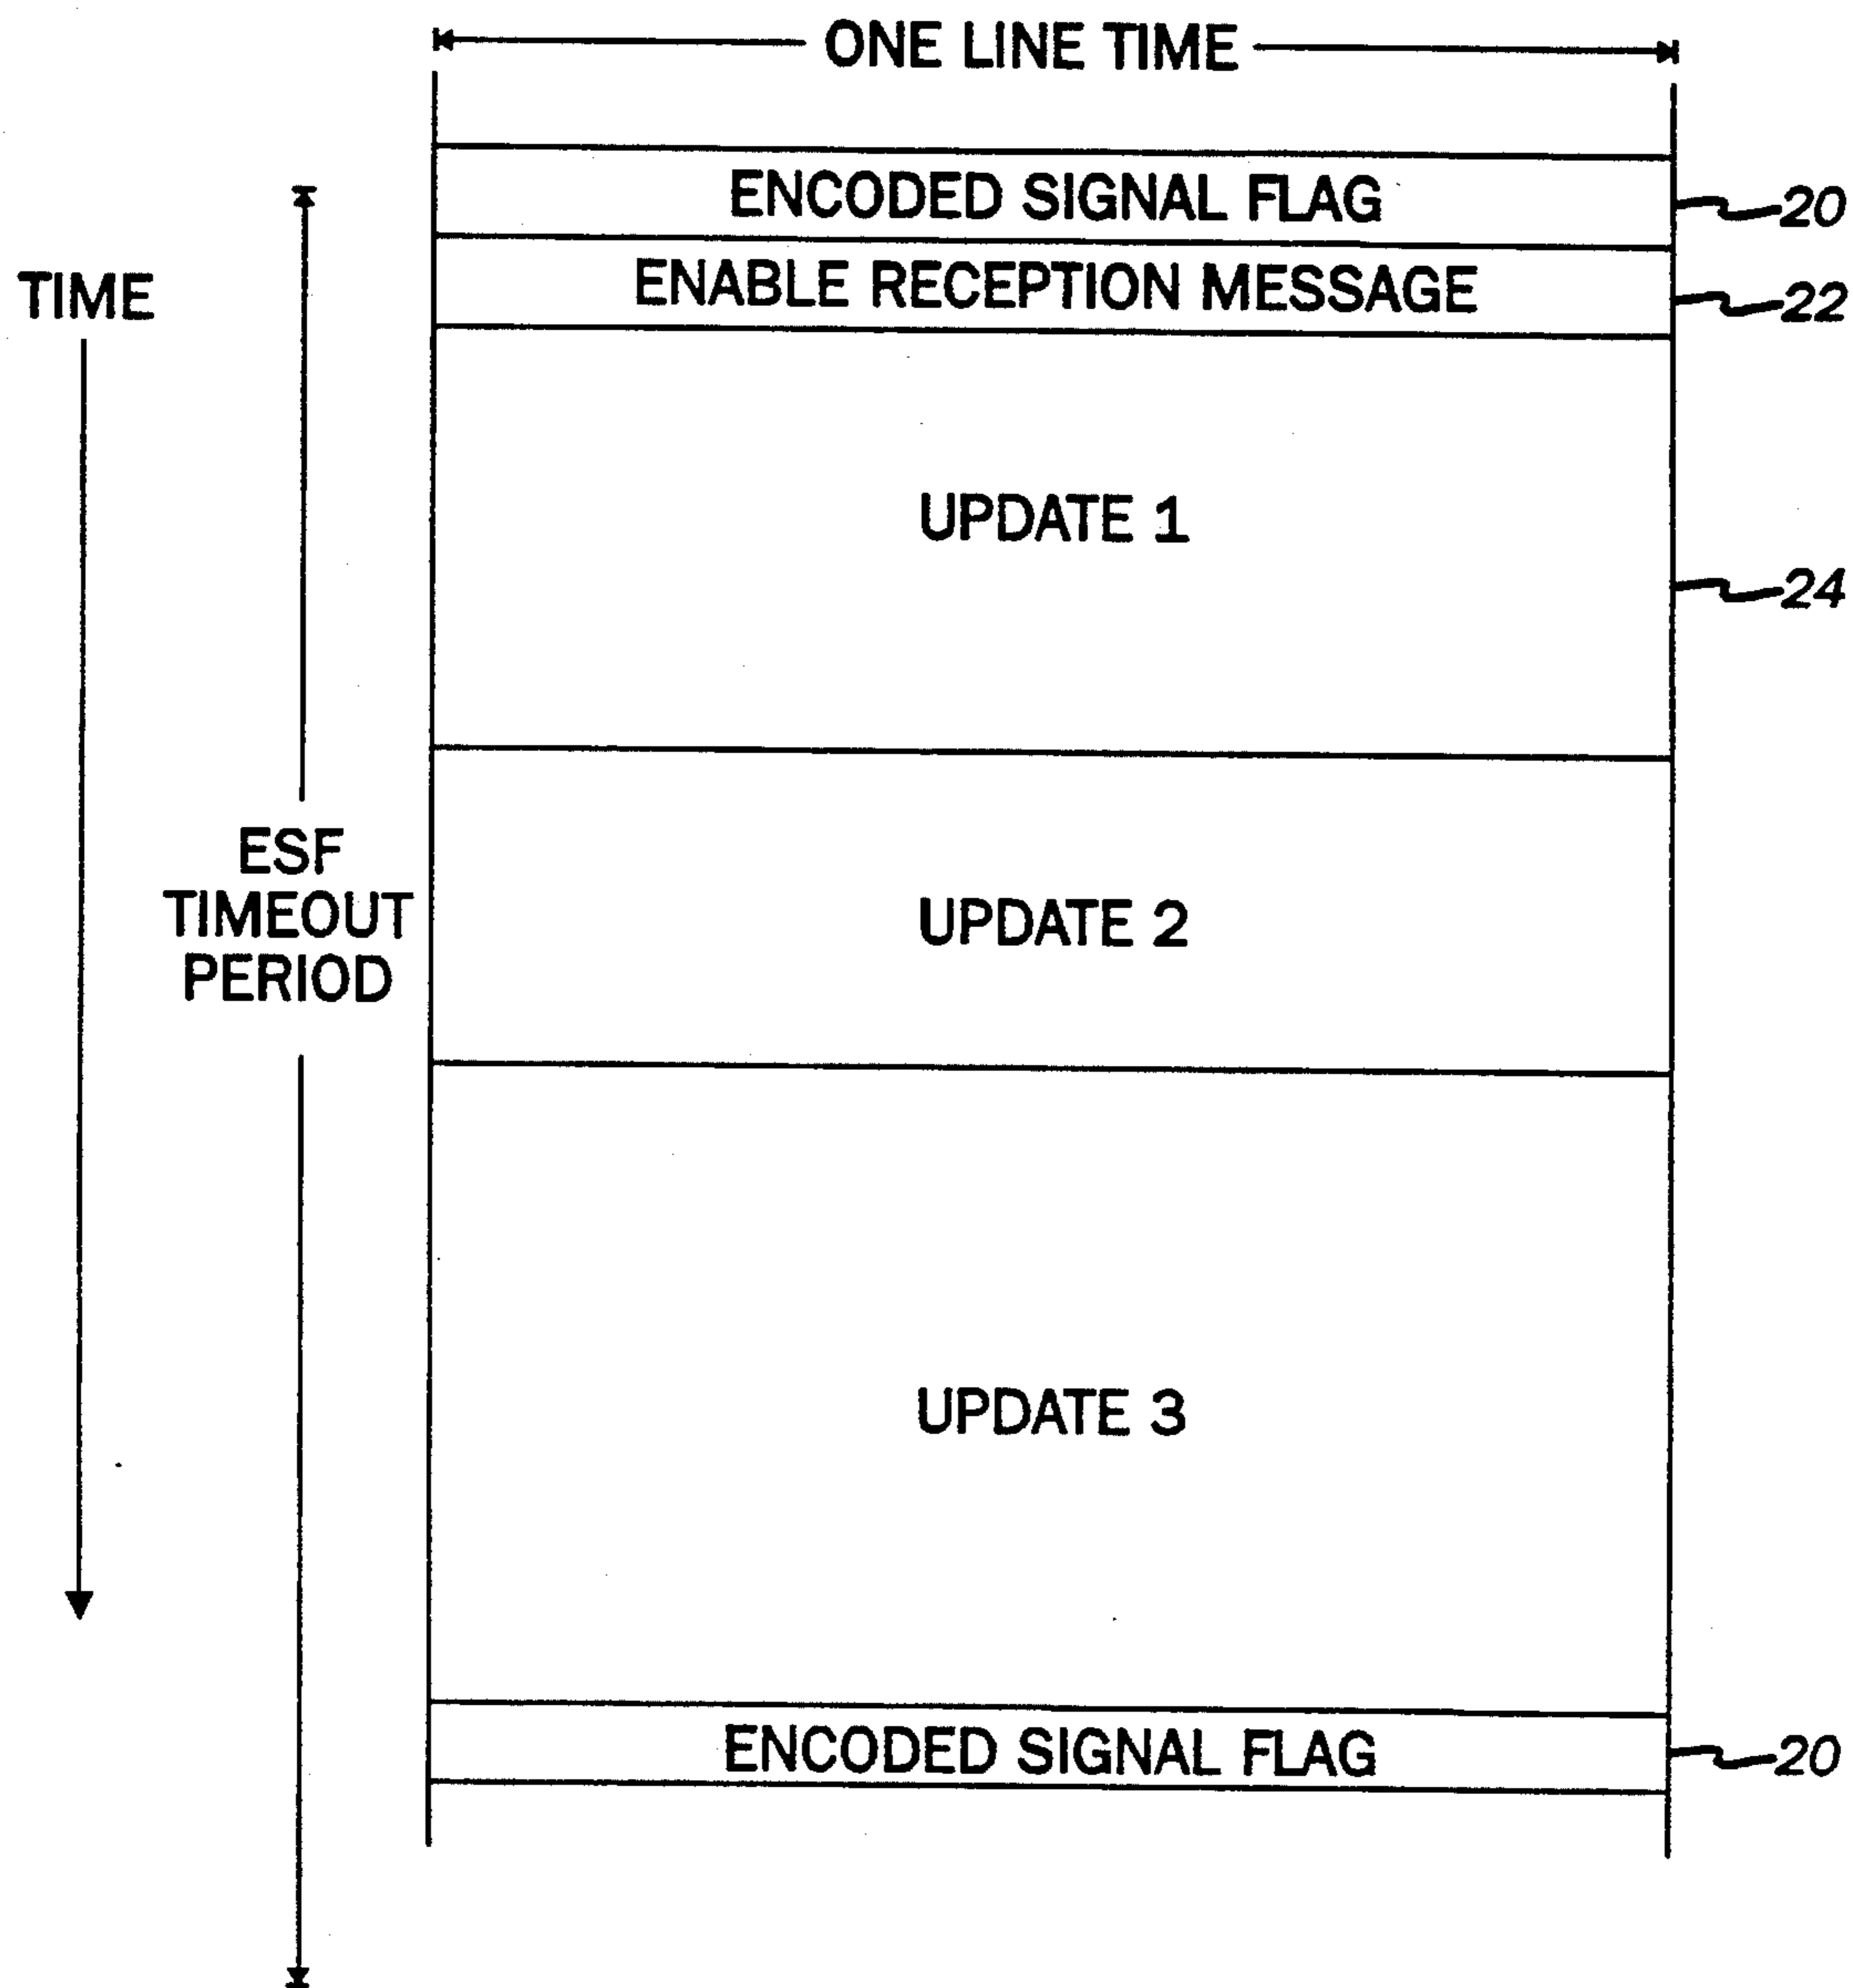 ONE LINE TIME
ENCODED SIGNAL FLAG
20
TIME
ENABLE RECEPTION MESSAGE
22
UPDATE 1
24
ESF
TIMEOUT
PERIOD
UPDATE 2
UPDATE 3
ENCODED SIGNAL FLAG
20